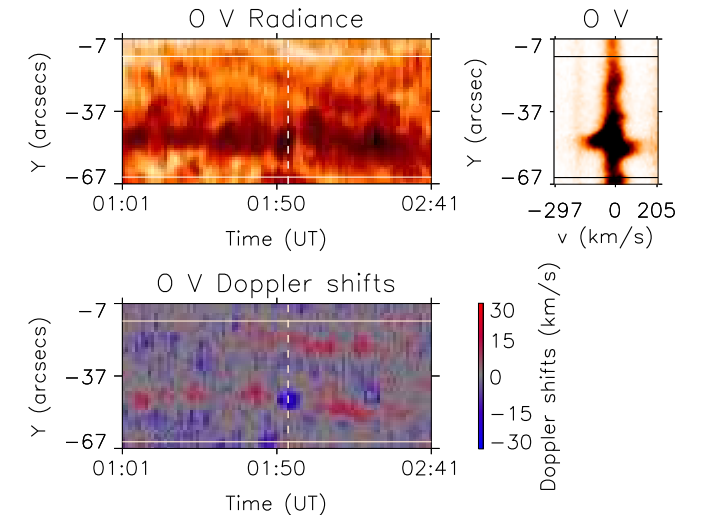 O V Radiance
−7
−37
−67
Y (arcsecs)
01:01 01:50 02:41
Time (UT)
O V
−7
−37
−67
Y (arcsec)
−297 0 205
v (km/s)
O V Doppler shifts
−7
−37
−67
Y (arcsecs)
01:01 01:50 02:41
Time (UT)
30
15
0
−15
−30
Doppler shifts (km/s)